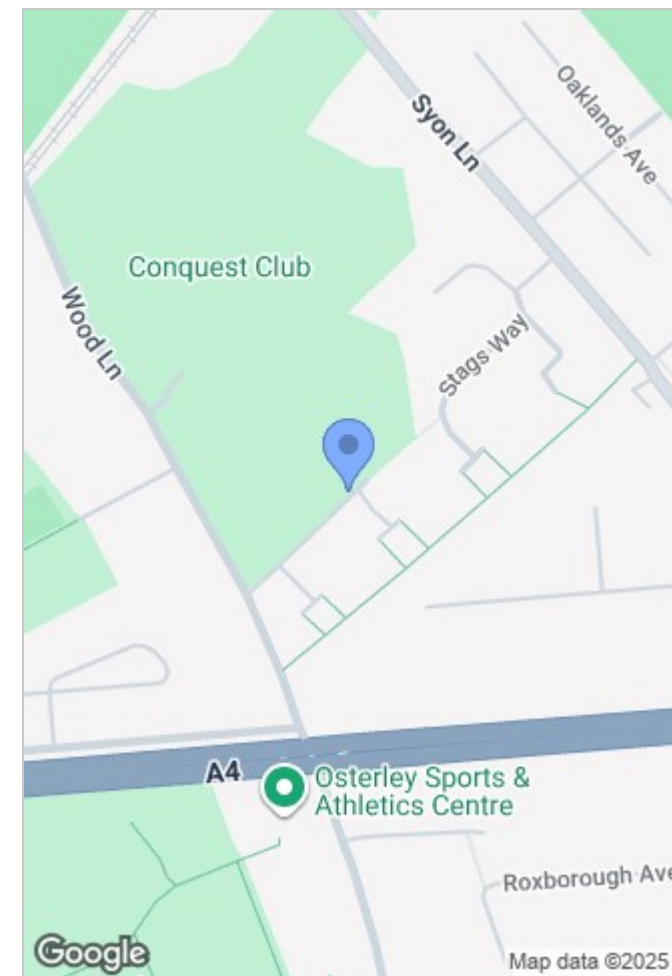 Syon Ln
Oaklands Ave
Conquest Club
Wood Ln
Stags Way
A4
Osterley Sports &
Athletics Centre
Roxborough Ave
Google
Map data ©2025